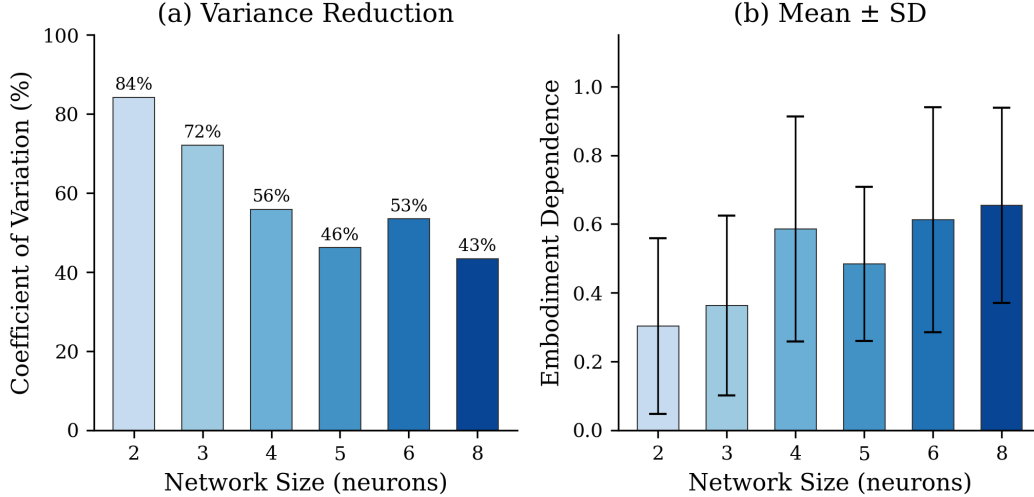 (a) Variance Reduction
Coefficient of Variation (%)
100
80
60
40
20
0
84%
72%
56%
46%
53%
43%
2 3 4 5 6 8
Network Size (neurons)
(b) Mean ± SD
Embodiment Dependence
1.0
0.8
0.6
0.4
0.2
0.0
2 3 4 5 6 8
Network Size (neurons)